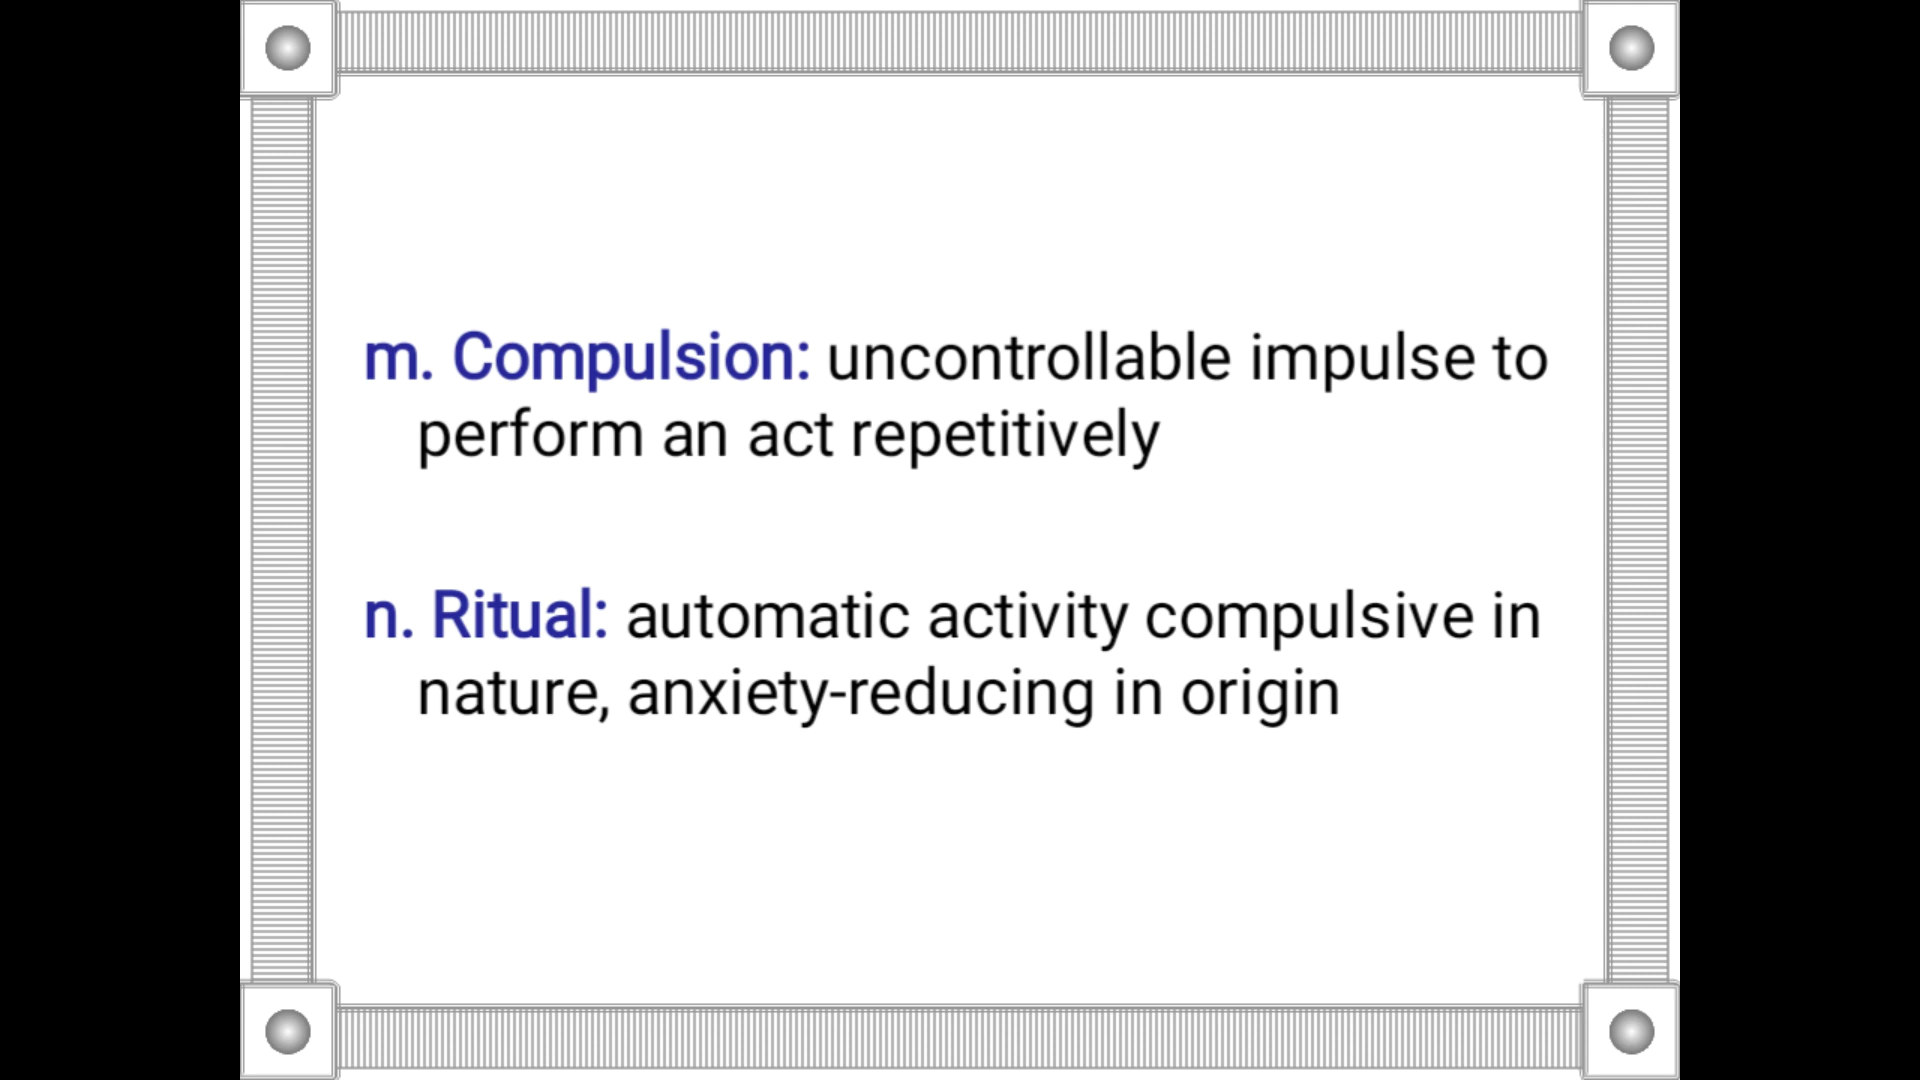 m. Compulsion: uncontrollable impulse to
perform an act repetitively
n. Ritual: automatic activity compulsive in
nature, anxiety-reducing in origin